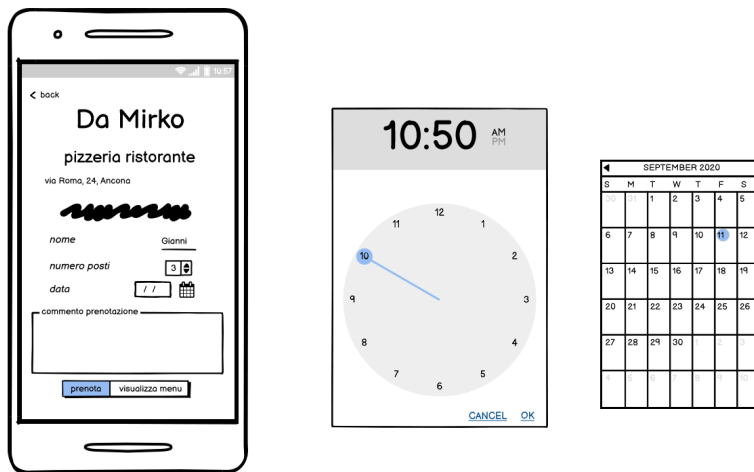 10:57
back
Da Mirko
pizzeria ristorante
via Roma, 24, Ancona
nome Gianni
numero posti 3
data / /
commento prenotazione
prenota visualizza menu
10:50 AM
PM
12
11 1
10 2
9 3
8 4
7 5
6
CANCEL OK
SEPTEMBER 2020
S M T W T F S
30 31 1 2 3 4 5
6 7 8 9 10 11 12
13 14 15 16 17 18 19
20 21 22 23 24 25 26
27 28 29 30 1 2 3
4 5 6 7 8 9 10